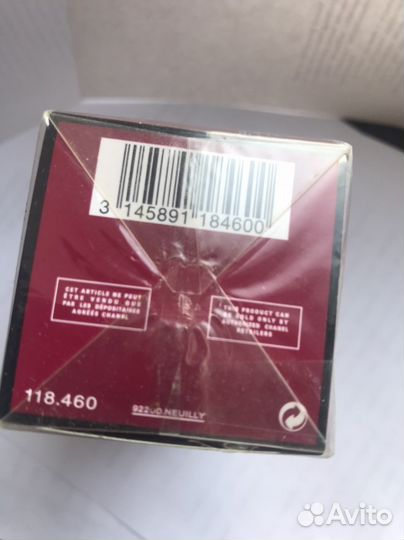 3 145891 184600
CET ARTICLE NE PEUT
ÊTRE VENDU QUE
PAR LES DÉPOSITAIRES
AGRÉÉS CHANEL
THIS PRODUCT CAN
BE SOLD ONLY BY
AUTHORIZED CHANEL
RETAILERS
118.460
92200 NEUILLY
Avito